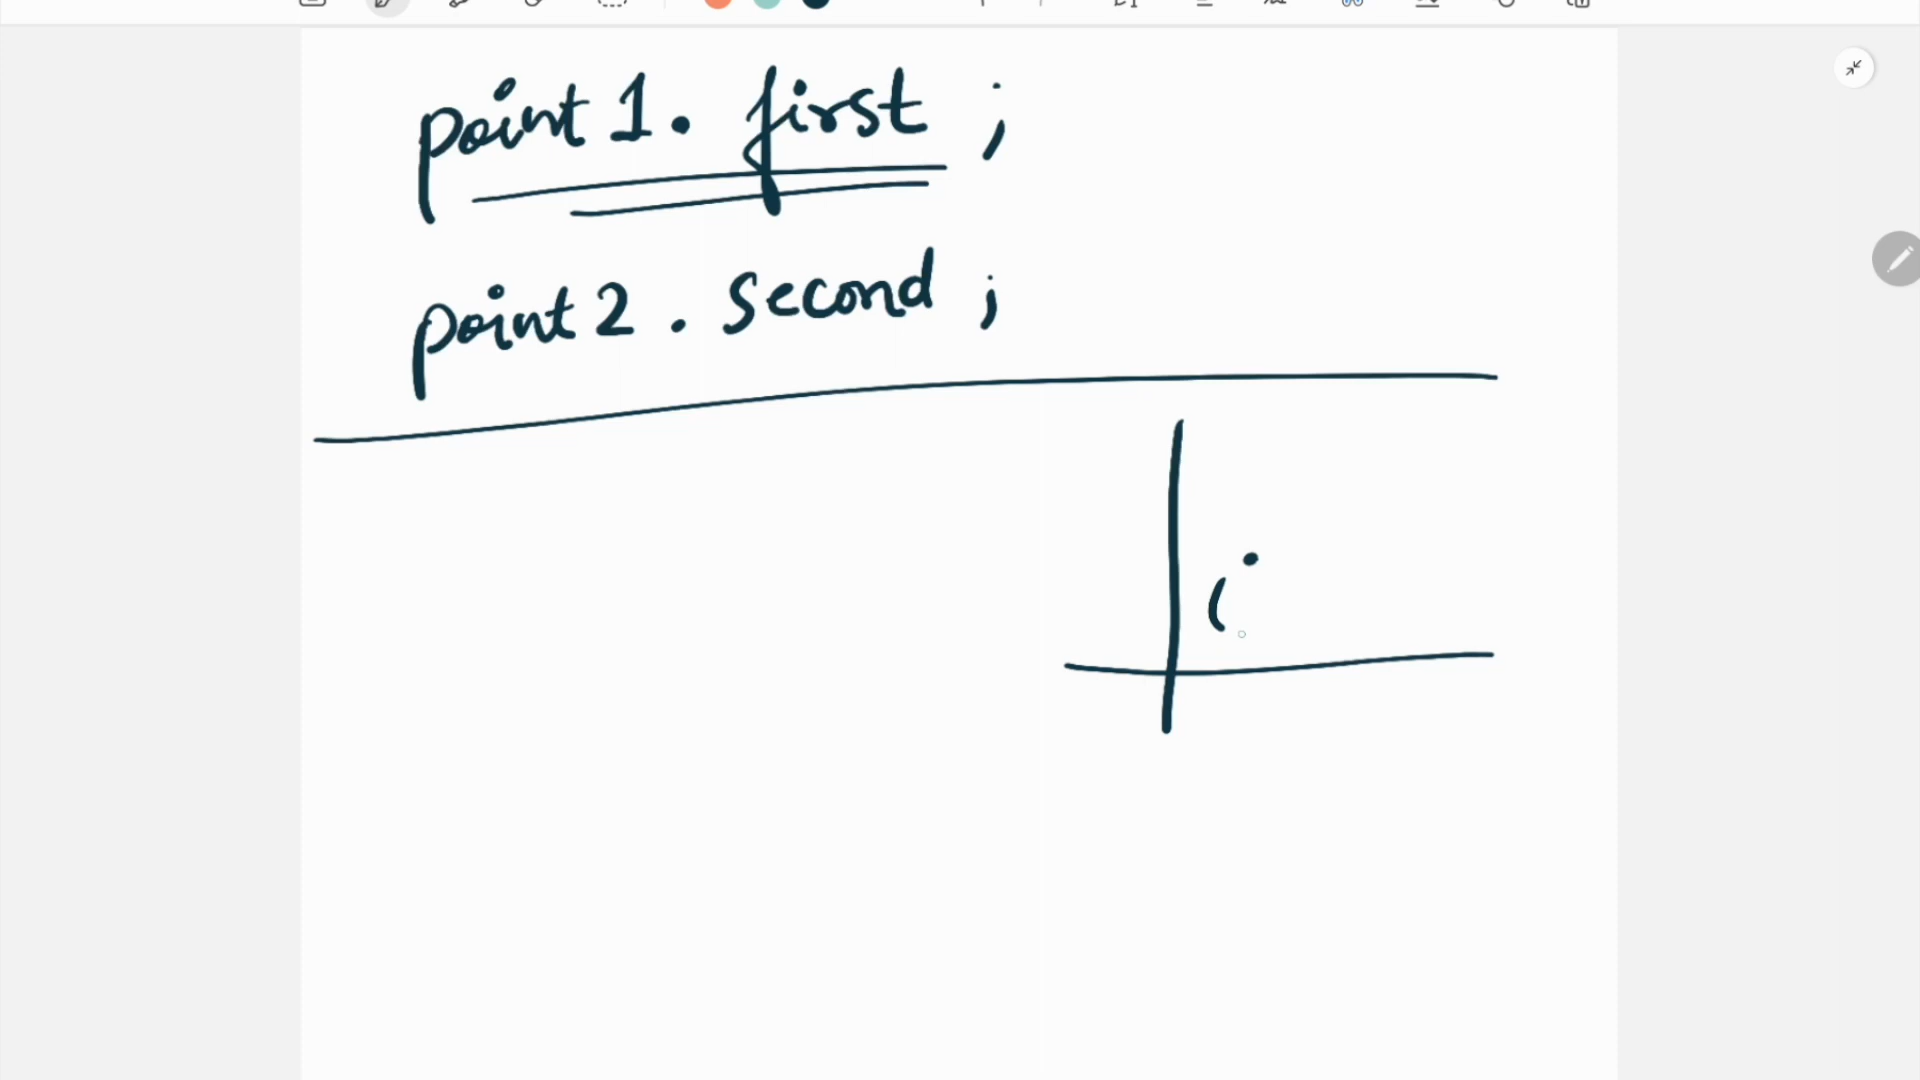 point 1. first ;
point 2. second ;
(